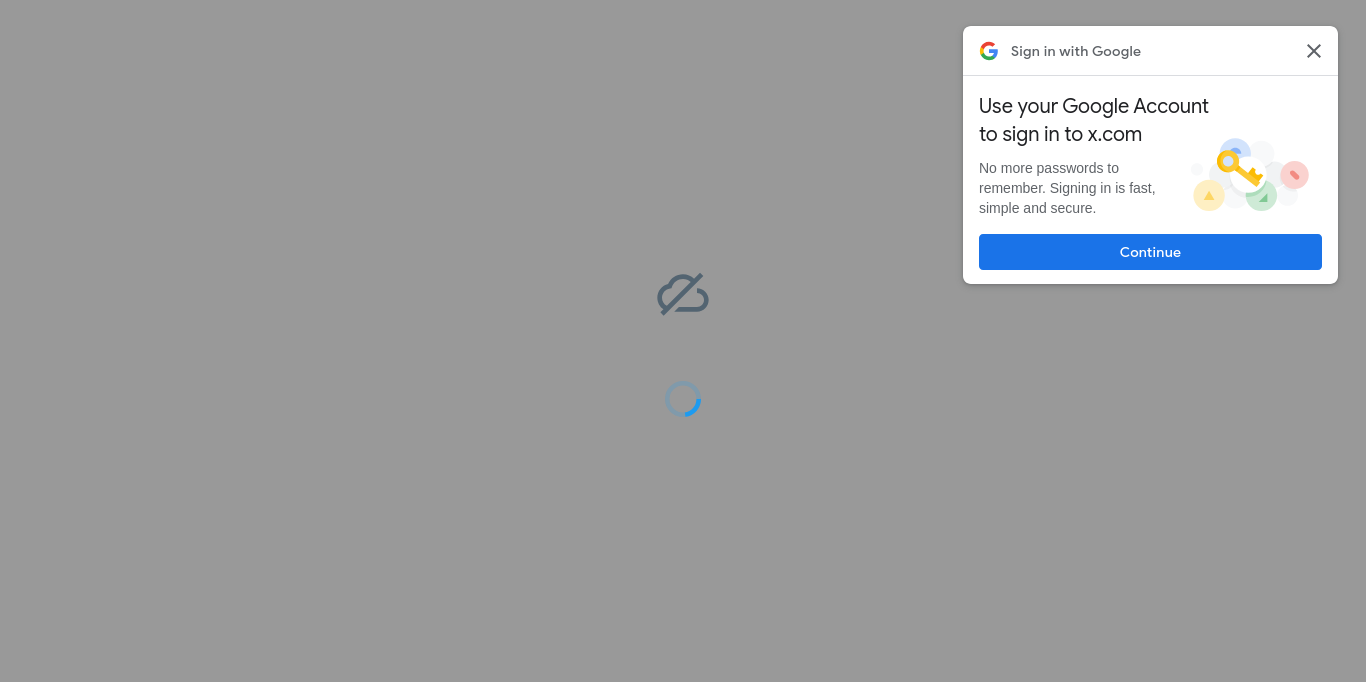 Sign in with Google
Use your Google Account
to sign in to x.com
No more passwords to
remember. Signing in is fast,
simple and secure.
Continue